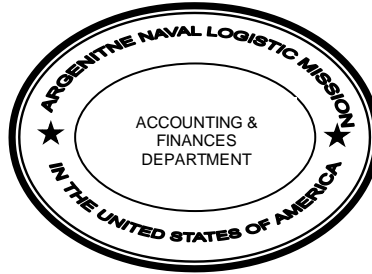 ARGENITNE NAVAL LOGISTIC MISSION
ACCOUNTING &
FINANCES
DEPARTMENT
IN THE UNITED STATES OF AMERICA